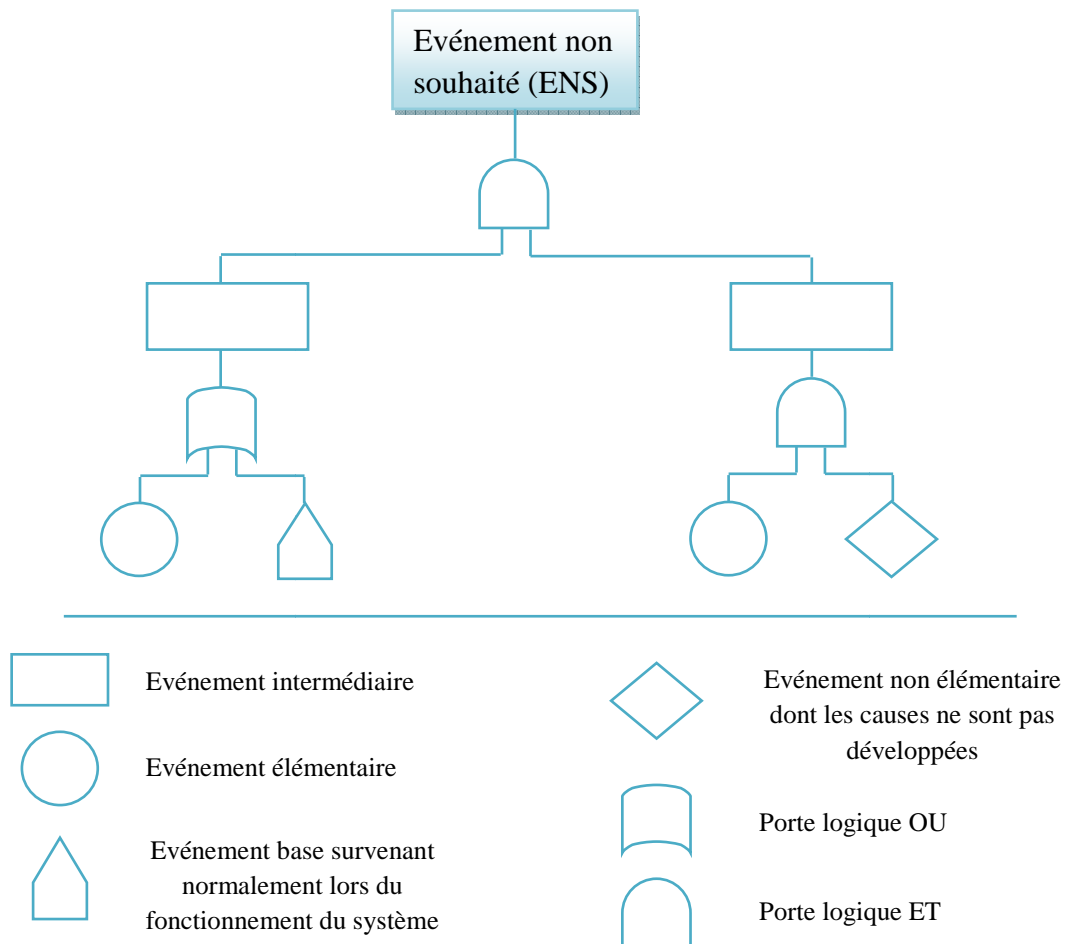 Evénement non
souhaité (ENS)
Evénement intermédiaire
Evénement élémentaire
Evénement base survenant
normalement lors du
fonctionnement du système
Evénement non élémentaire
dont les causes ne sont pas
développées
Porte logique OU
Porte logique ET